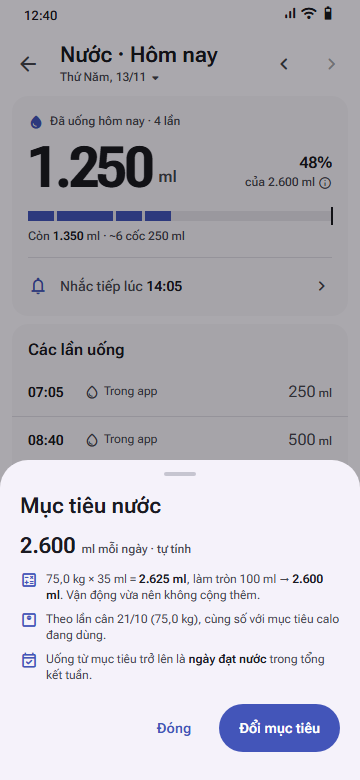 12:40
Nước · Hôm nay
Thứ Năm, 13/11
Đã uống hôm nay · 4 lần
1.250 ml
48%
của 2.600 ml
Còn 1.350 ml · ~6 cốc 250 ml
Nhắc tiếp lúc 14:05
Các lần uống
07:05 Trong app 250 ml
08:40 Trong app 500 ml
Mục tiêu nước
2.600 ml mỗi ngày · tự tính
75,0 kg × 35 ml = 2.625 ml, làm tròn 100 ml → 2.600
ml. Vận động vừa nên không cộng thêm.
Theo lần cân 21/10 (75,0 kg), cùng số với mục tiêu calo
đang dùng.
Uống từ mục tiêu trở lên là ngày đạt nước trong tổng
kết tuần.
Đóng
Đổi mục tiêu